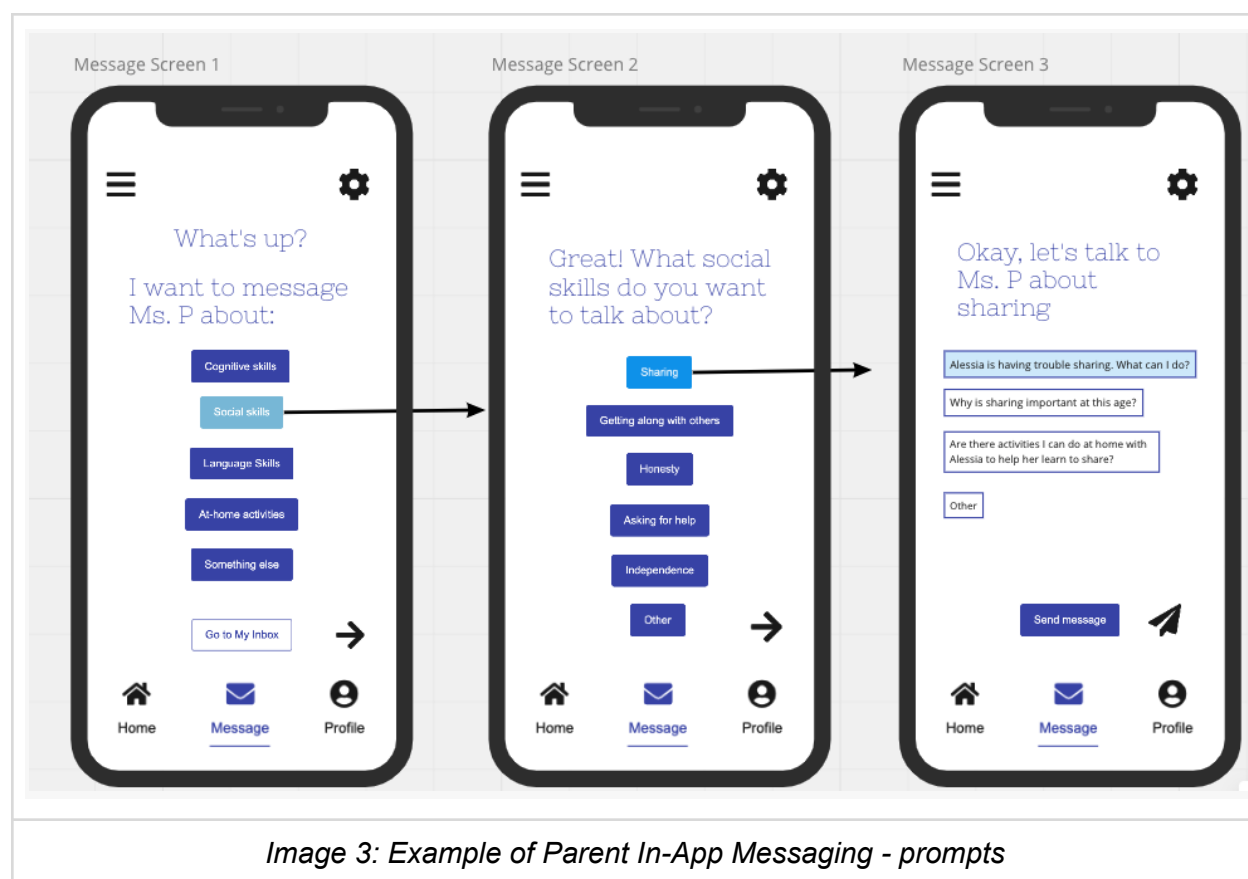 Message Screen 1
What's up?
I want to message
Ms. P about:
Cognitive skills
Social skills
Language Skills
At-home activities
Something else
Go to My Inbox
Home
Message
Profile
Message Screen 2
Great! What social
skills do you want
to talk about?
Sharing
Getting along with others
Honesty
Asking for help
Independence
Other
Home
Message
Profile
Message Screen 3
Okay, let's talk to
Ms. P about
sharing
Alessia is having trouble sharing. What can I do?
Why is sharing important at this age?
Are there activities I can do at home with
Alessia to help her learn to share?
Other
Send message
Home
Message
Profile
Image 3: Example of Parent In-App Messaging - prompts